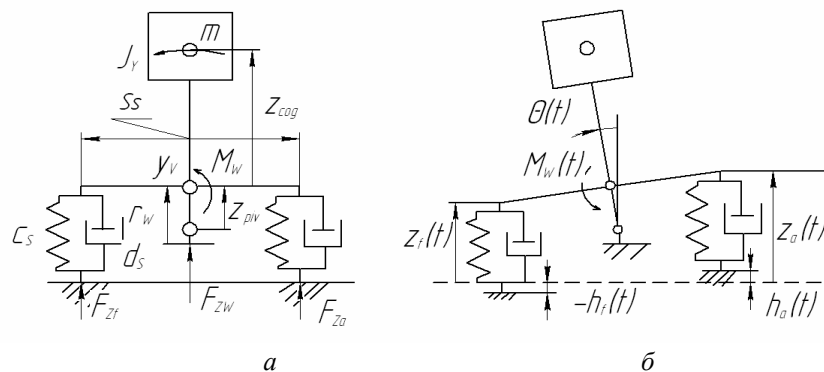 m
J_Y
Ss
z_cog
y_v
M_w
r_w
z_piv
c_s
d_s
F_Zf
F_Zw
F_Za
а
Θ(t)
M_w(t),
z_f(t)
z_a(t)
-h_f(t)
h_a(t)
б